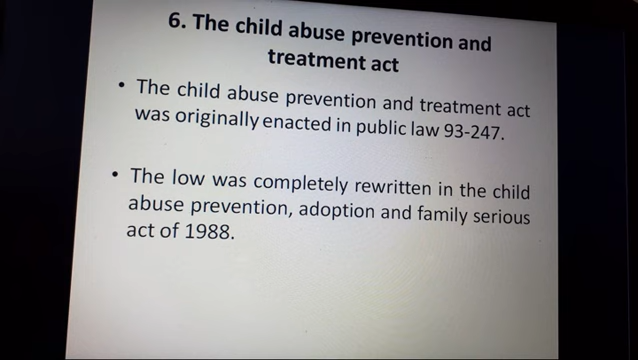 6. The child abuse prevention and
treatment act
• The child abuse prevention and treatment act
was originally enacted in public law 93-247.
• The low was completely rewritten in the child
abuse prevention, adoption and family serious
act of 1988.